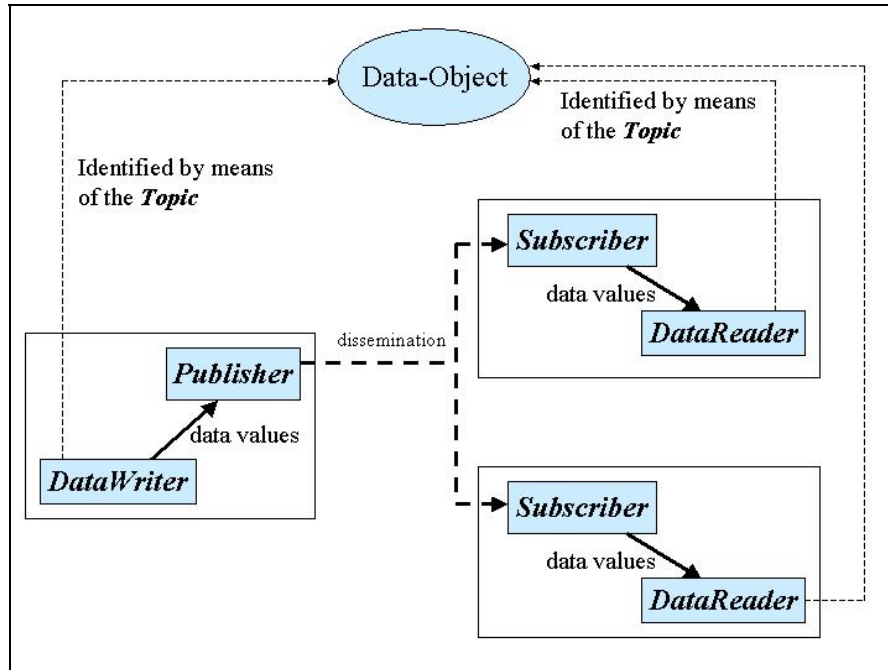 Data-Object
Identified by means
of the Topic
Identified by means
of the Topic
Subscriber
data values
DataReader
dissemination
Publisher
data values
DataWriter
Subscriber
data values
DataReader